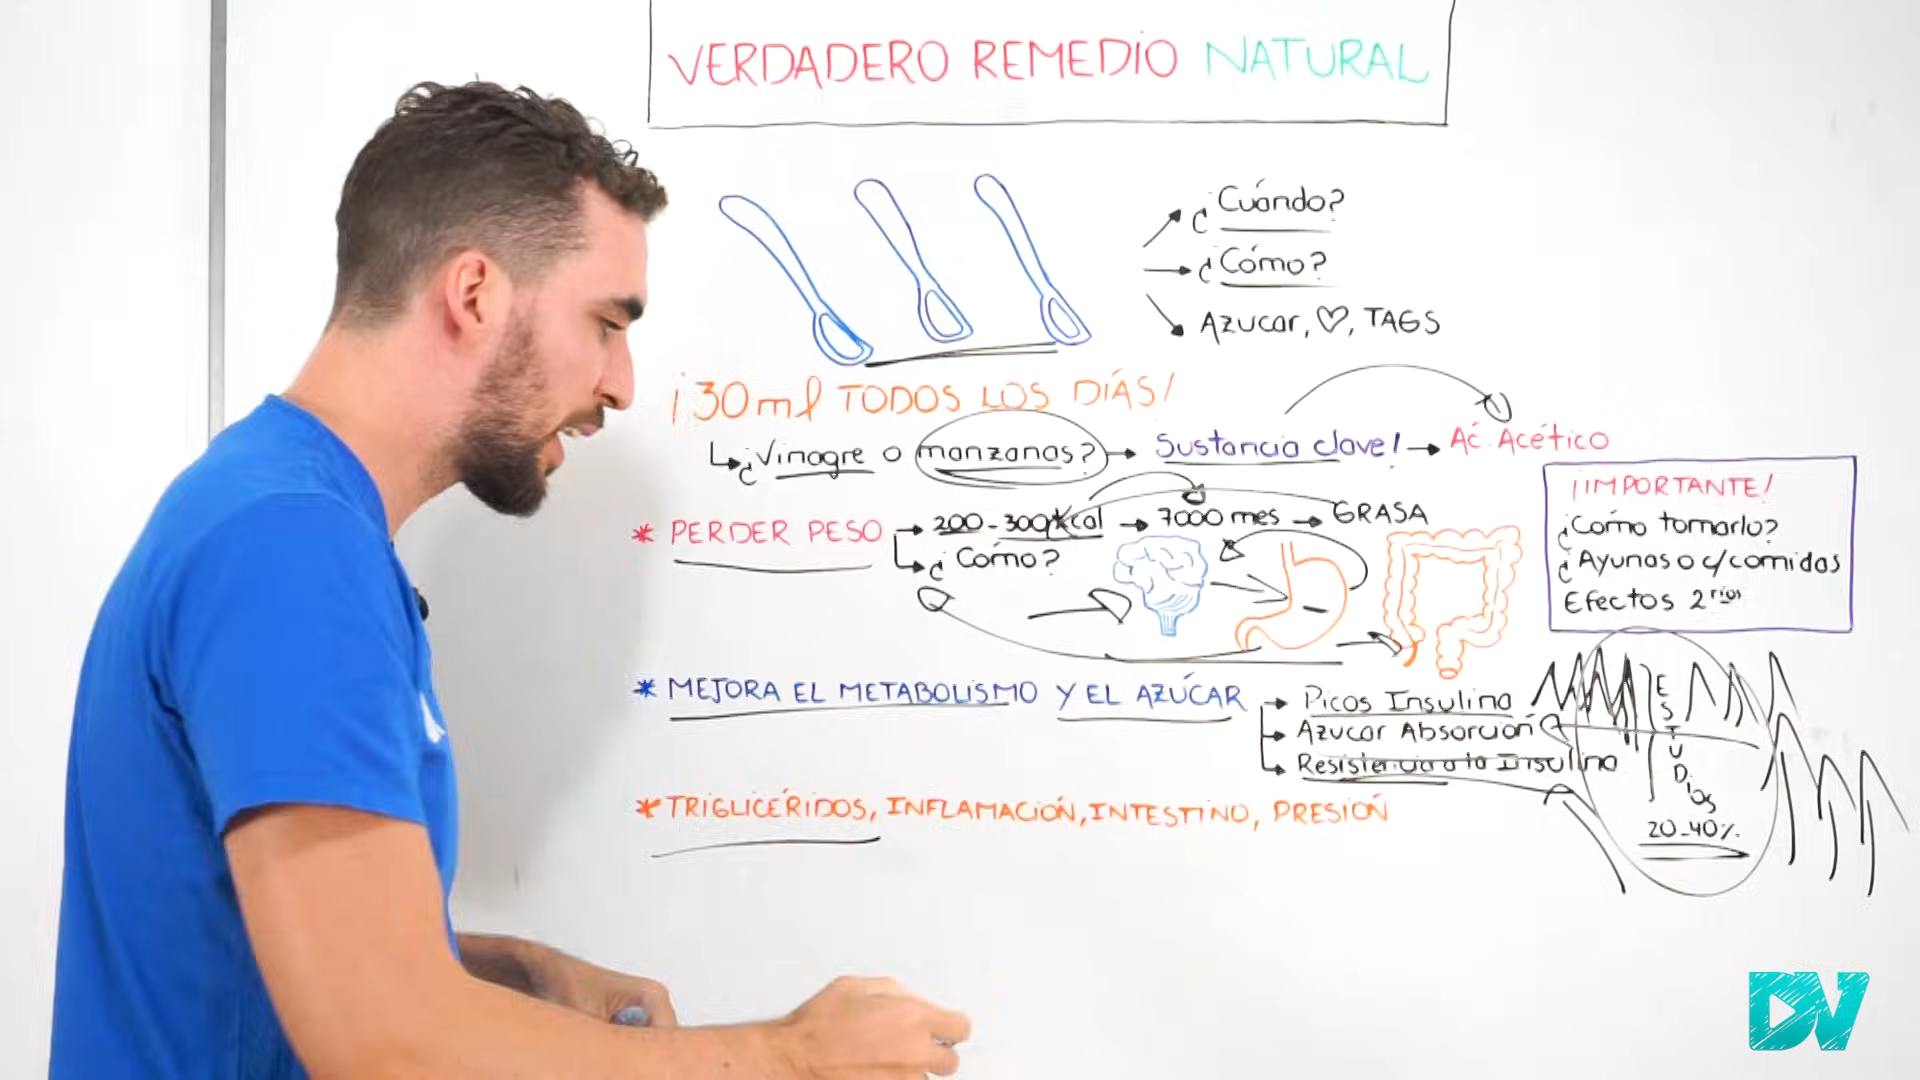 VERDADERO REMEDIO NATURAL
¿Cuándo?
¿Cómo?
Azucar, ♡, TAGS
¡30ml TODOS LOS DÍAS!
¿Vinagre o manzanas? → Sustancia clave! → Ac. Acético
* PERDER PESO → 200-300 Kcal → 7000 mes → GRASA
¿Cómo?
¡IMPORTANTE!
¿Cómo tomarlo?
¿Ayunas o c/comidas
Efectos 2rios
* MEJORA EL METABOLISMO Y EL AZÚCAR → Picos Insulina
Azucar Absorción
Resistencia a la Insulina
ESTUDIOS
20-40%
* TRIGLICÉRIDOS, INFLAMACIÓN, INTESTINO, PRESIÓN
DV